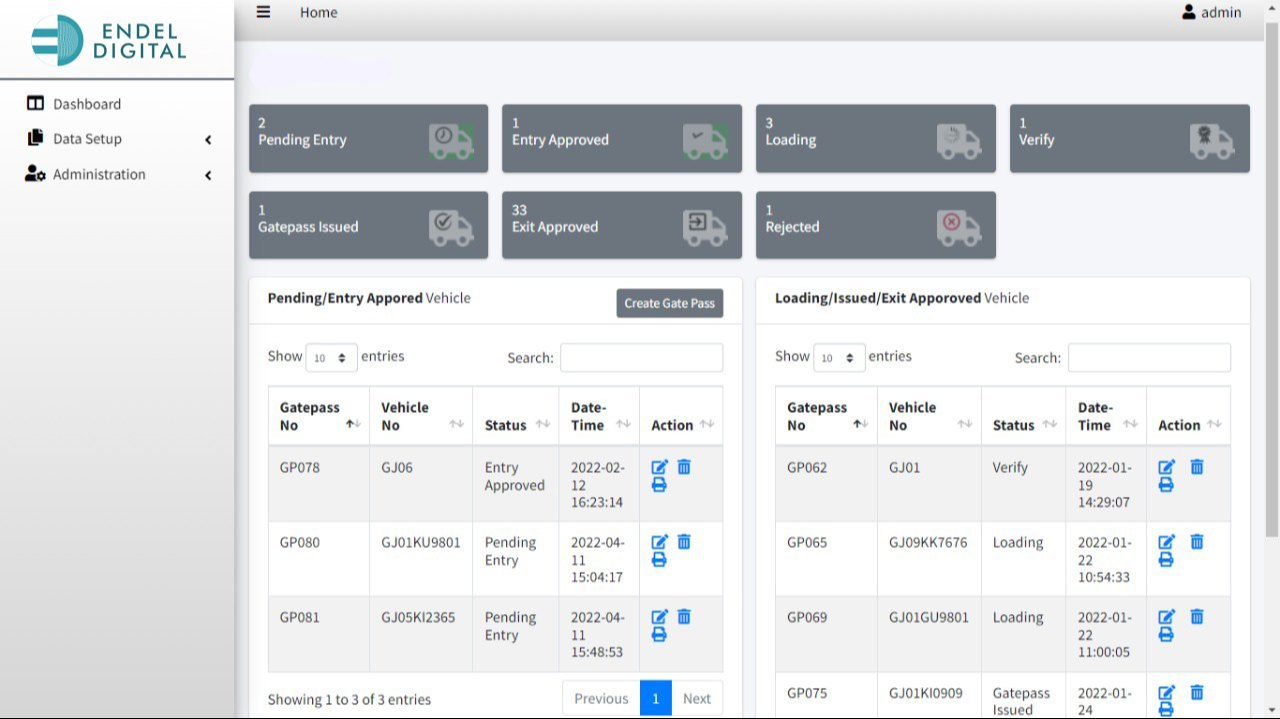 ENDEL
DIGITAL
Home
admin
Dashboard
Data Setup
Administration
2
Pending Entry
1
Entry Approved
3
Loading
1
Verify
1
Gatepass Issued
33
Exit Approved
1
Rejected
Pending/Entry Appored Vehicle
Create Gate Pass
Show 10 entries
Search:
Gatepass No Vehicle No Status Date-Time Action
GP078 GJ06 Entry 2022-02-
Approved 12
16:23:14
GP080 GJ01KU9801 Pending 2022-04-
Entry 11
15:04:17
GP081 GJ05KI2365 Pending 2022-04-
Entry 11
15:48:53
Showing 1 to 3 of 3 entries
Previous 1 Next
Loading/Issued/Exit Apporoved Vehicle
Show 10 entries
Search:
Gatepass No Vehicle No Status Date-Time Action
GP062 GJ01 Verify 2022-01-
19
14:29:07
GP065 GJ09KK7676 Loading 2022-01-
22
10:54:33
GP069 GJ01GU9801 Loading 2022-01-
22
11:00:05
GP075 GJ01KI0909 Gatepass 2022-01-
Issued 24